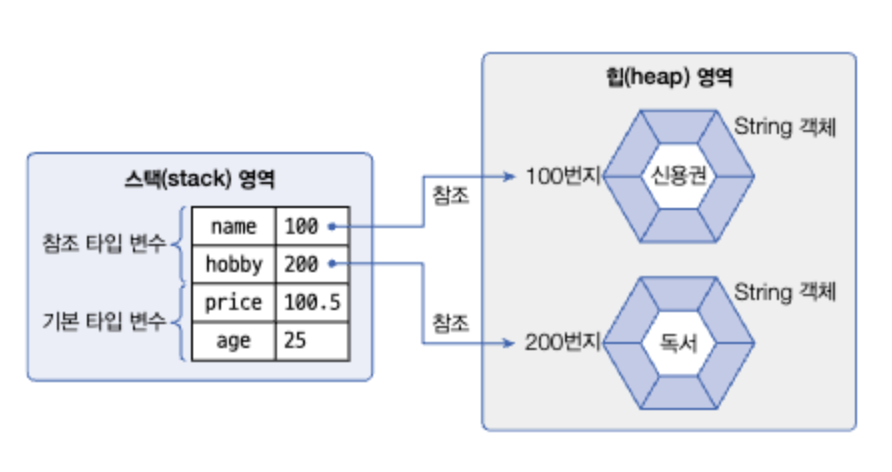 스택(stack) 영역
참조 타입 변수
name 100
hobby 200
기본 타입 변수
price 100.5
age 25
참조
참조
힙(heap) 영역
100번지
신용권
String 객체
200번지
독서
String 객체